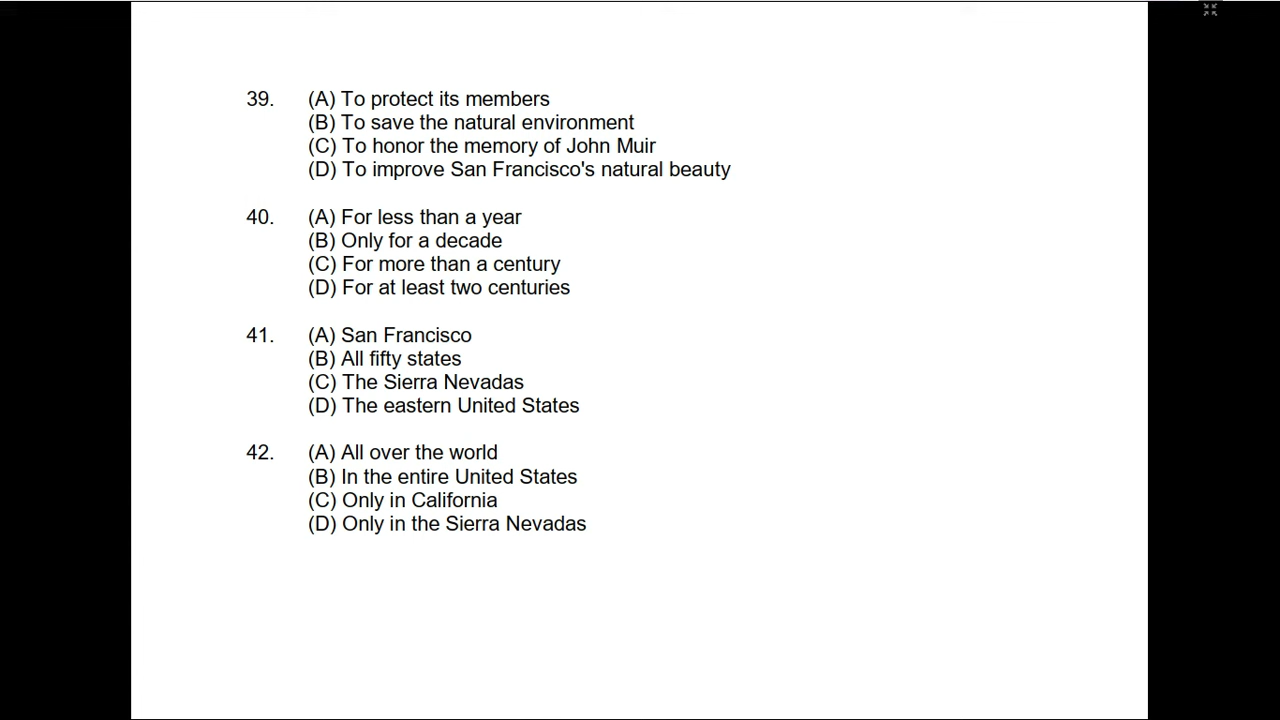 39. (A) To protect its members
(B) To save the natural environment
(C) To honor the memory of John Muir
(D) To improve San Francisco's natural beauty
40. (A) For less than a year
(B) Only for a decade
(C) For more than a century
(D) For at least two centuries
41. (A) San Francisco
(B) All fifty states
(C) The Sierra Nevadas
(D) The eastern United States
42. (A) All over the world
(B) In the entire United States
(C) Only in California
(D) Only in the Sierra Nevadas